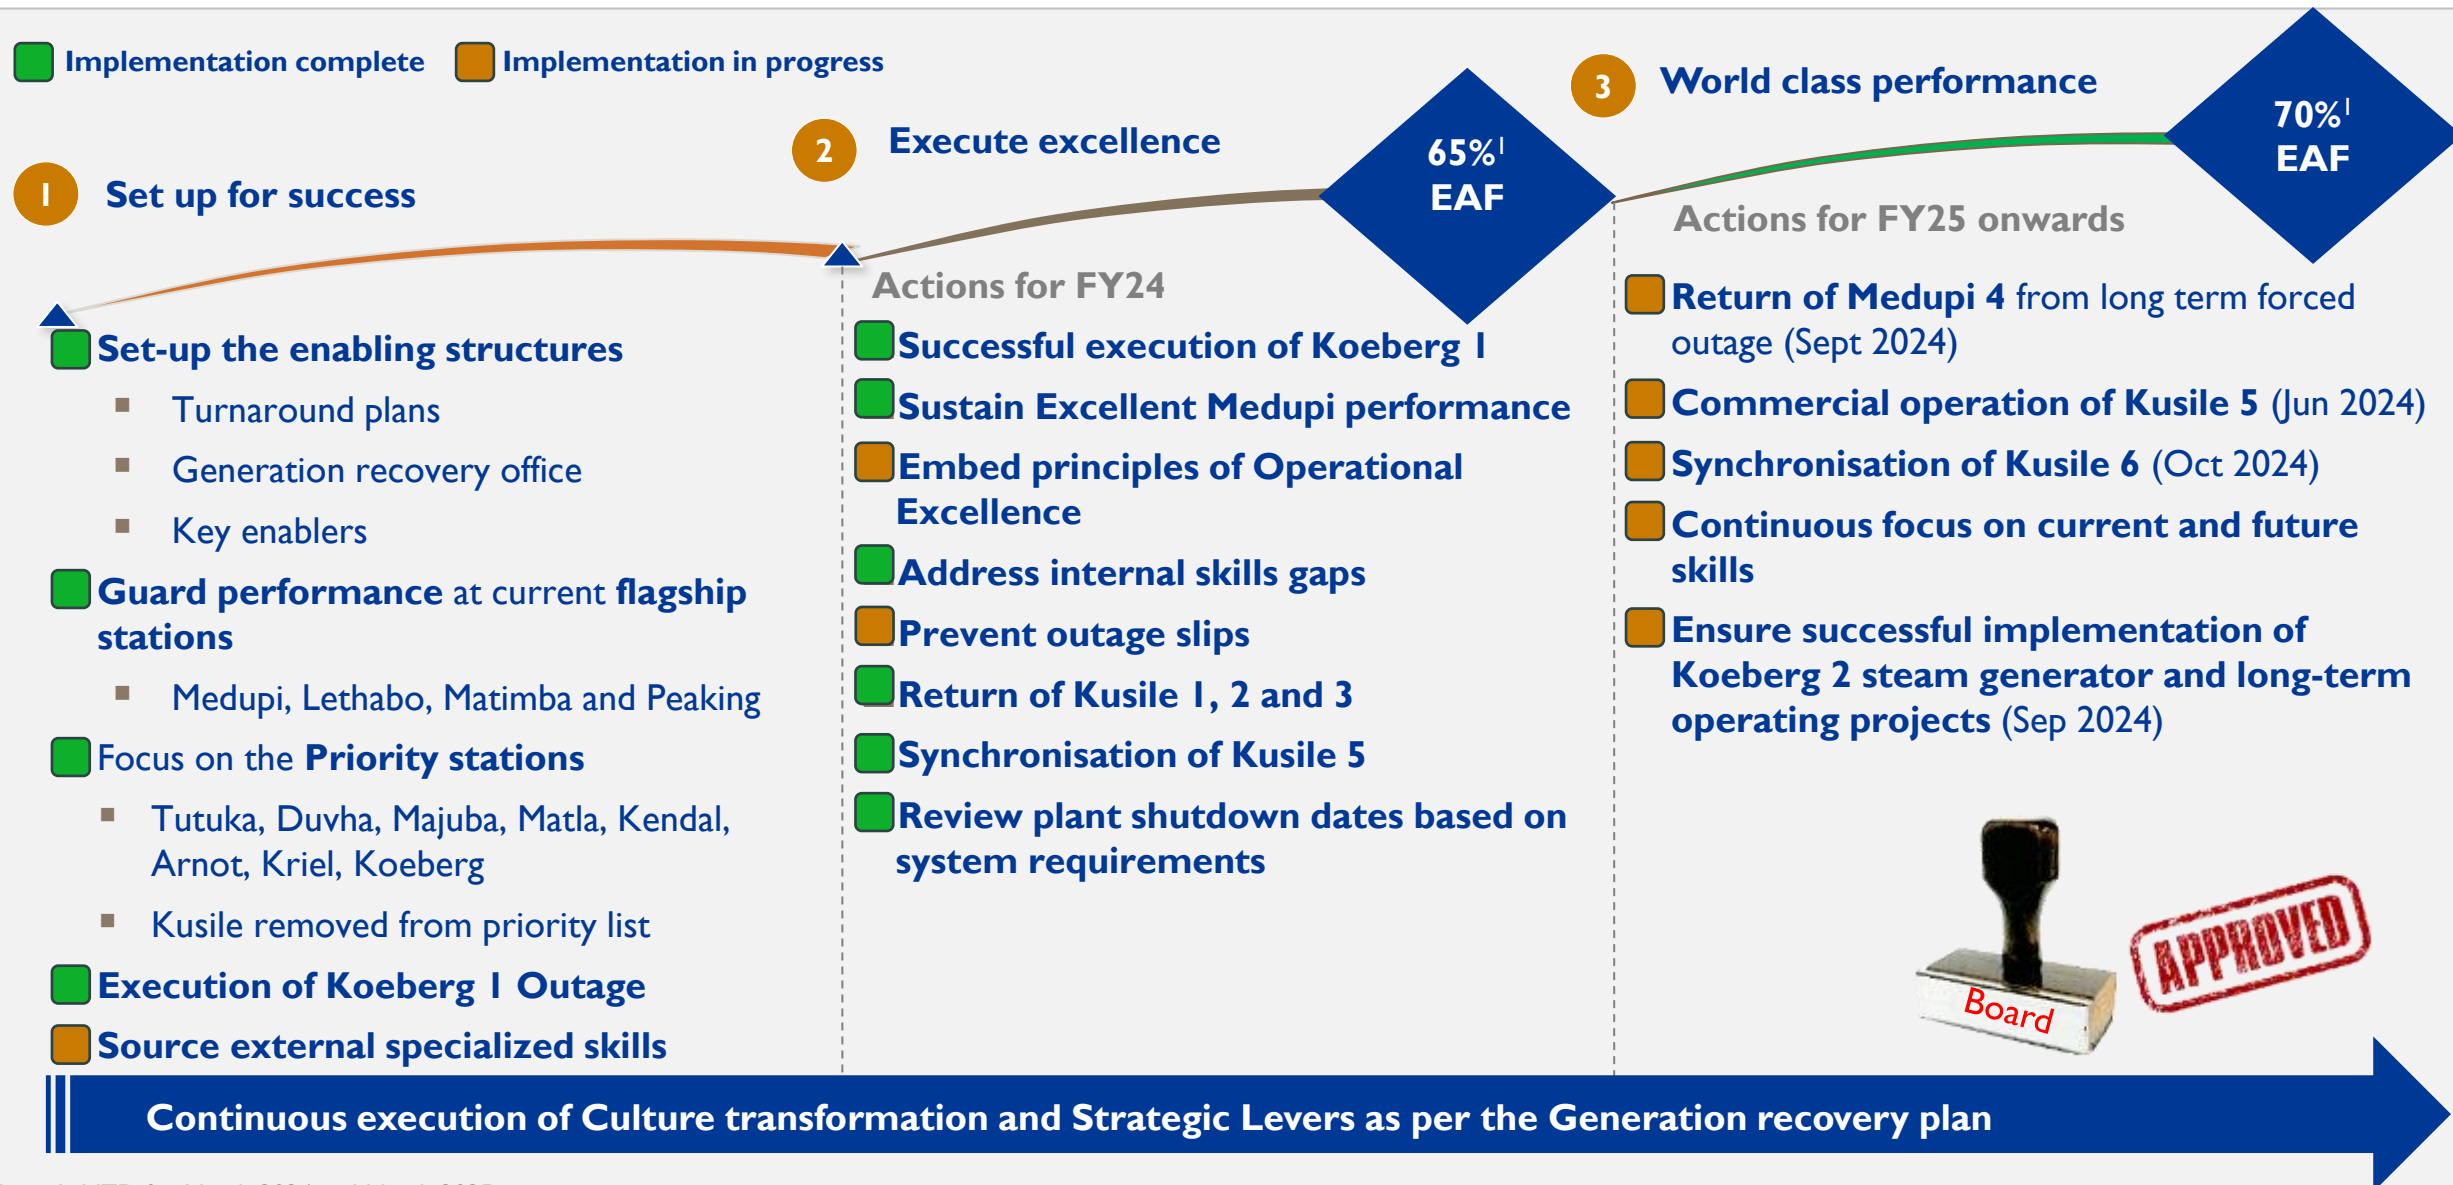 Implementation complete
Implementation in progress
1
Set up for success
Set-up the enabling structures
Turnaround plans
Generation recovery office
Key enablers
Guard performance at current flagship
stations
Medupi, Lethabo, Matimba and Peaking
Focus on the Priority stations
Tutuka, Duvha, Majuba, Matla, Kendal,
Arnot, Kriel, Koeberg
Kusile removed from priority list
Execution of Koeberg 1 Outage
Source external specialized skills
2
Execute excellence
65%1
EAF
Actions for FY24
Successful execution of Koeberg 1
Sustain Excellent Medupi performance
Embed principles of Operational
Excellence
Address internal skills gaps
Prevent outage slips
Return of Kusile 1, 2 and 3
Synchronisation of Kusile 5
Review plant shutdown dates based on
system requirements
3
World class performance
70%1
EAF
Actions for FY25 onwards
Return of Medupi 4 from long term forced
outage (Sept 2024)
Commercial operation of Kusile 5 (Jun 2024)
Synchronisation of Kusile 6 (Oct 2024)
Continuous focus on current and future
skills
Ensure successful implementation of
Koeberg 2 steam generator and long-term
operating projects (Sep 2024)
Board
APPROVED
Continuous execution of Culture transformation and Strategic Levers as per the Generation recovery plan